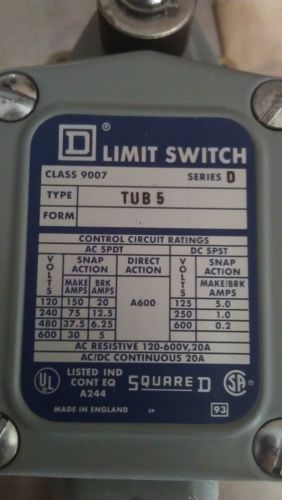 D ® LIMIT SWITCH
CLASS 9007 SERIES D
TYPE TUB 5
FORM
CONTROL CIRCUIT RATINGS
AC SPDT DC SPST
VOLTS SNAP ACTION DIRECT ACTION VOLTS SNAP ACTION
MAKE AMPS BRK AMPS A600 MAKE/BRK AMPS
120 150 20 125 5.0
240 75 12.5 250 1.0
480 37.5 6.25 600 0.2
600 30 5
AC RESISTIVE 120-600V,20A
AC/DC CONTINUOUS 20A
UL LISTED IND CONT EQ A244 SQUARE D SA
MADE IN ENGLAND 93